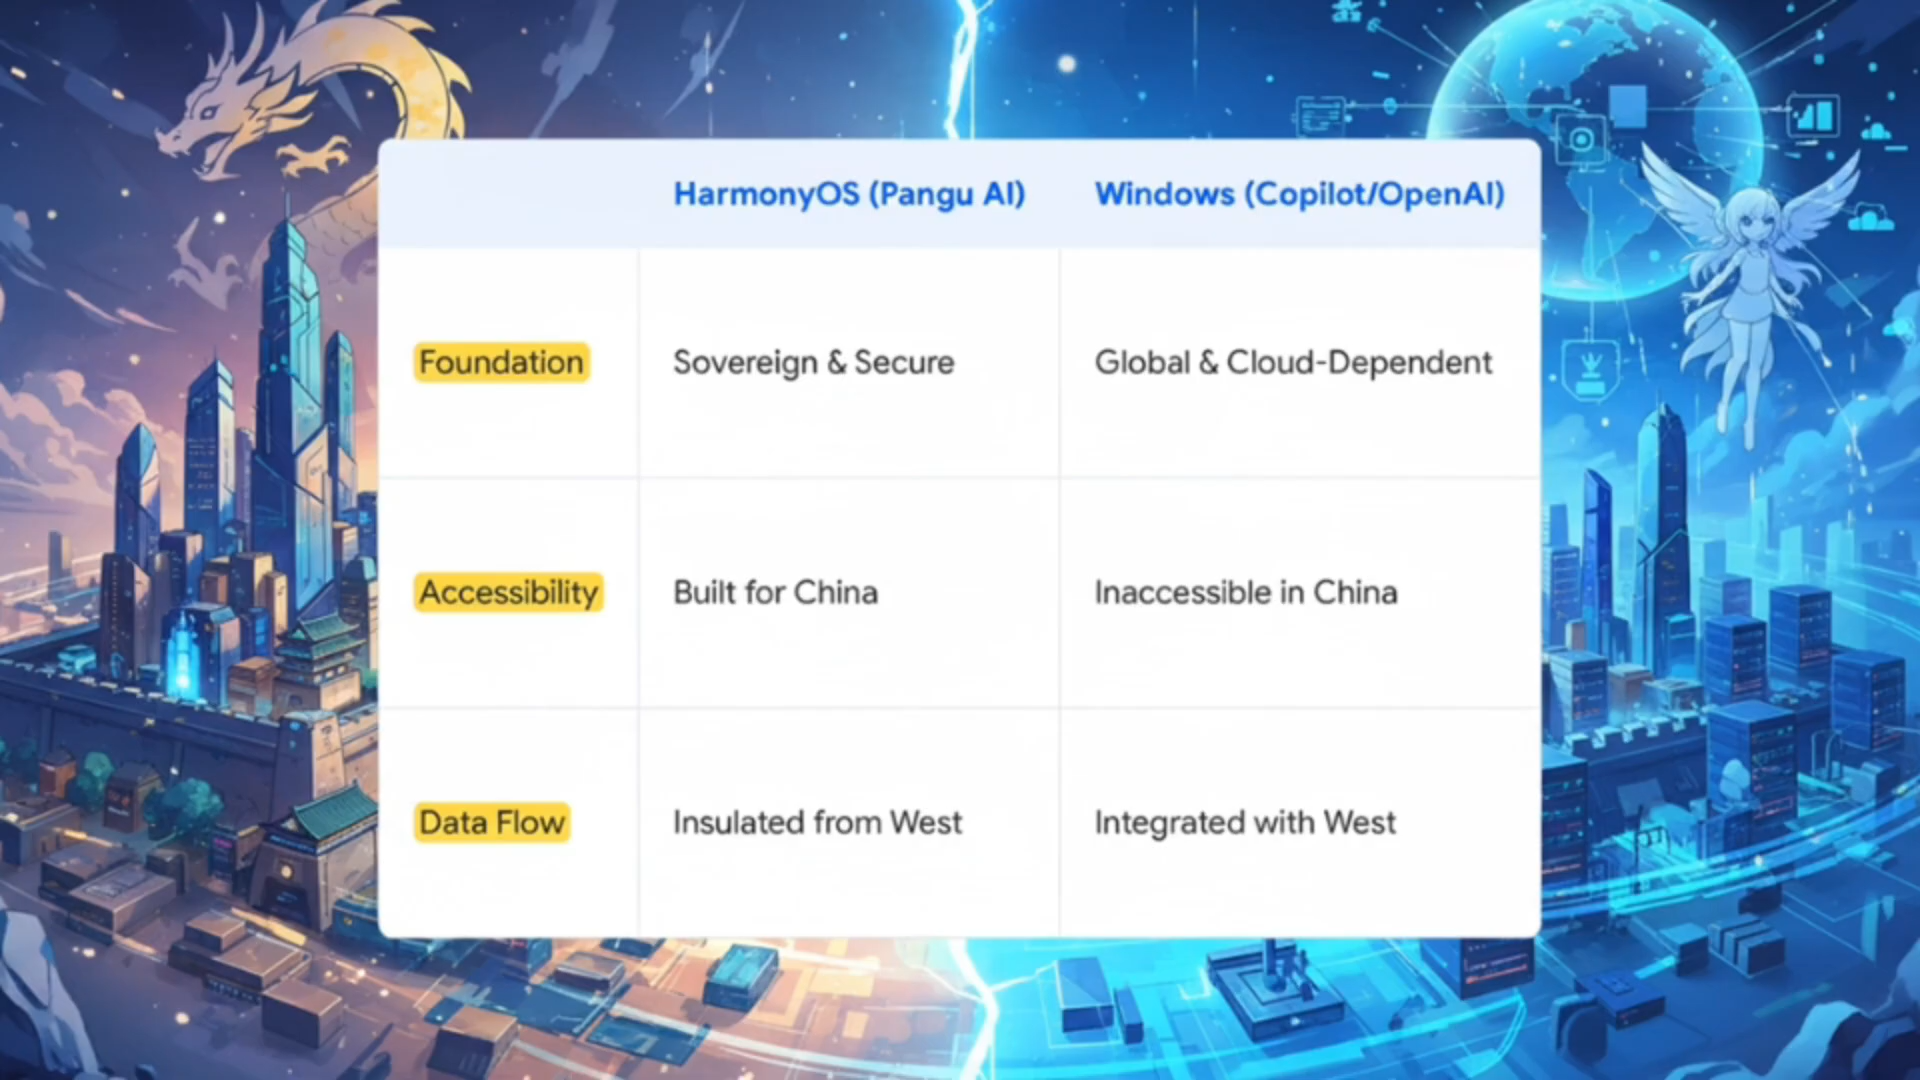 HarmonyOS (Pangu AI) Windows (Copilot/OpenAI)
Foundation Sovereign & Secure Global & Cloud-Dependent
Accessibility Built for China Inaccessible in China
Data Flow Insulated from West Integrated with West